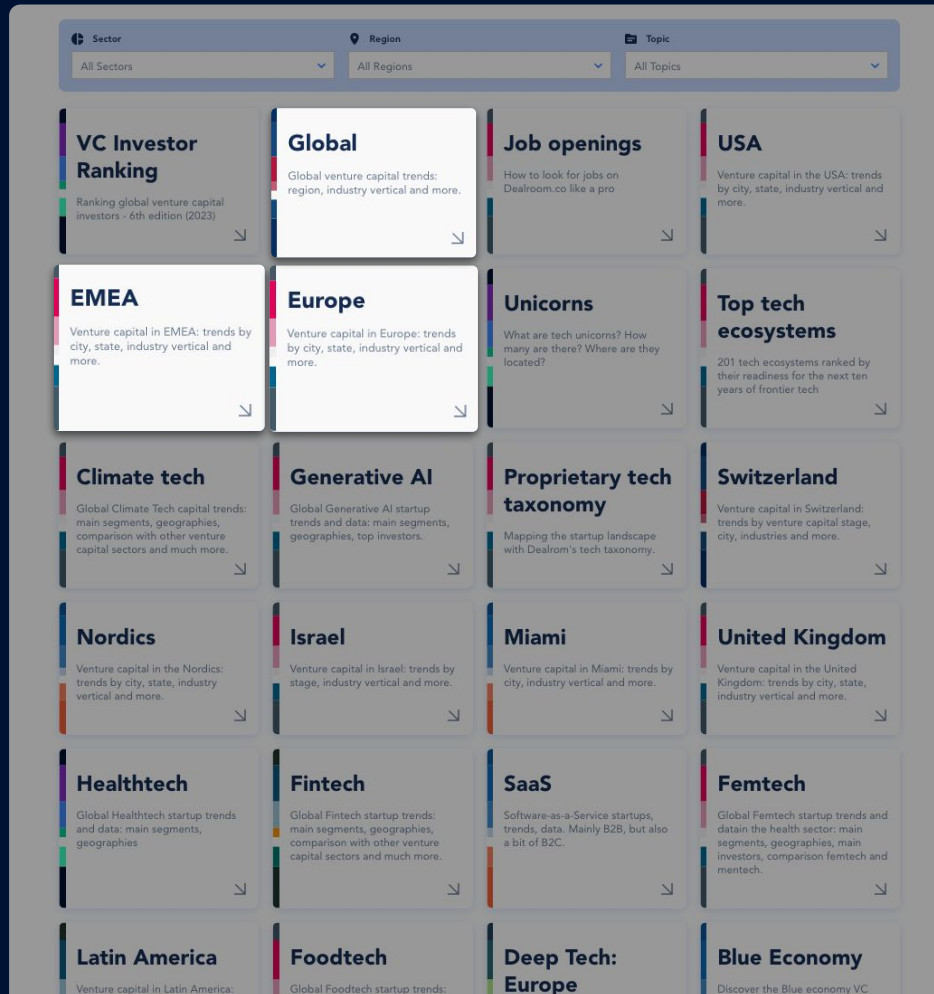 Sector
Region
Topic
All Sectors
All Regions
All Topics
VC Investor
Ranking
Ranking global venture capital
investors - 6th edition (2023)
Global
Global venture capital trends:
region, industry vertical and more.
Job openings
How to look for jobs on
Dealroom.co like a pro
USA
Venture capital in the USA: trends
by city, state, industry vertical and
more.
EMEA
Venture capital in EMEA: trends by
city, state, industry vertical and
more.
Europe
Venture capital in Europe: trends
by city, state, industry vertical and
more.
Unicorns
What are tech unicorns? How
many are there? Where are they
located?
Top tech
ecosystems
201 tech ecosystems ranked by
their readiness for the next ten
years of frontier tech
Climate tech
Global Climate Tech capital trends:
main segments, geographies,
comparison with other venture
capital sectors and much more.
Generative AI
Global Generative AI startup
trends and data: main segments,
geographies, top investors.
Proprietary tech
taxonomy
Mapping the startup landscape
with Dealrom's tech taxonomy.
Switzerland
Venture capital in Switzerland:
trends by venture capital stage,
city, industries and more.
Nordics
Venture capital in the Nordics:
trends by city, state, industry
vertical and more.
Israel
Venture capital in Israel: trends by
stage, industry vertical and more.
Miami
Venture capital in Miami: trends by
city, industry vertical and more.
United Kingdom
Venture capital in the United
Kingdom: trends by city, state,
industry vertical and more.
Healthtech
Global Healthtech startup trends
and data: main segments,
geographies
Fintech
Global Fintech startup trends:
main segments, geographies,
comparison with other venture
capital sectors and much more.
SaaS
Software-as-a-Service startups,
trends, data. Mainly B2B, but also
a bit of B2C.
Femtech
Global Femtech startup trends and
datain the health sector: main
segments, geographies, main
investors, comparison femtech and
mentech.
Latin America
Venture capital in Latin America:
Foodtech
Global Foodtech startup trends:
Deep Tech:
Europe
Blue Economy
Discover the Blue economy VC